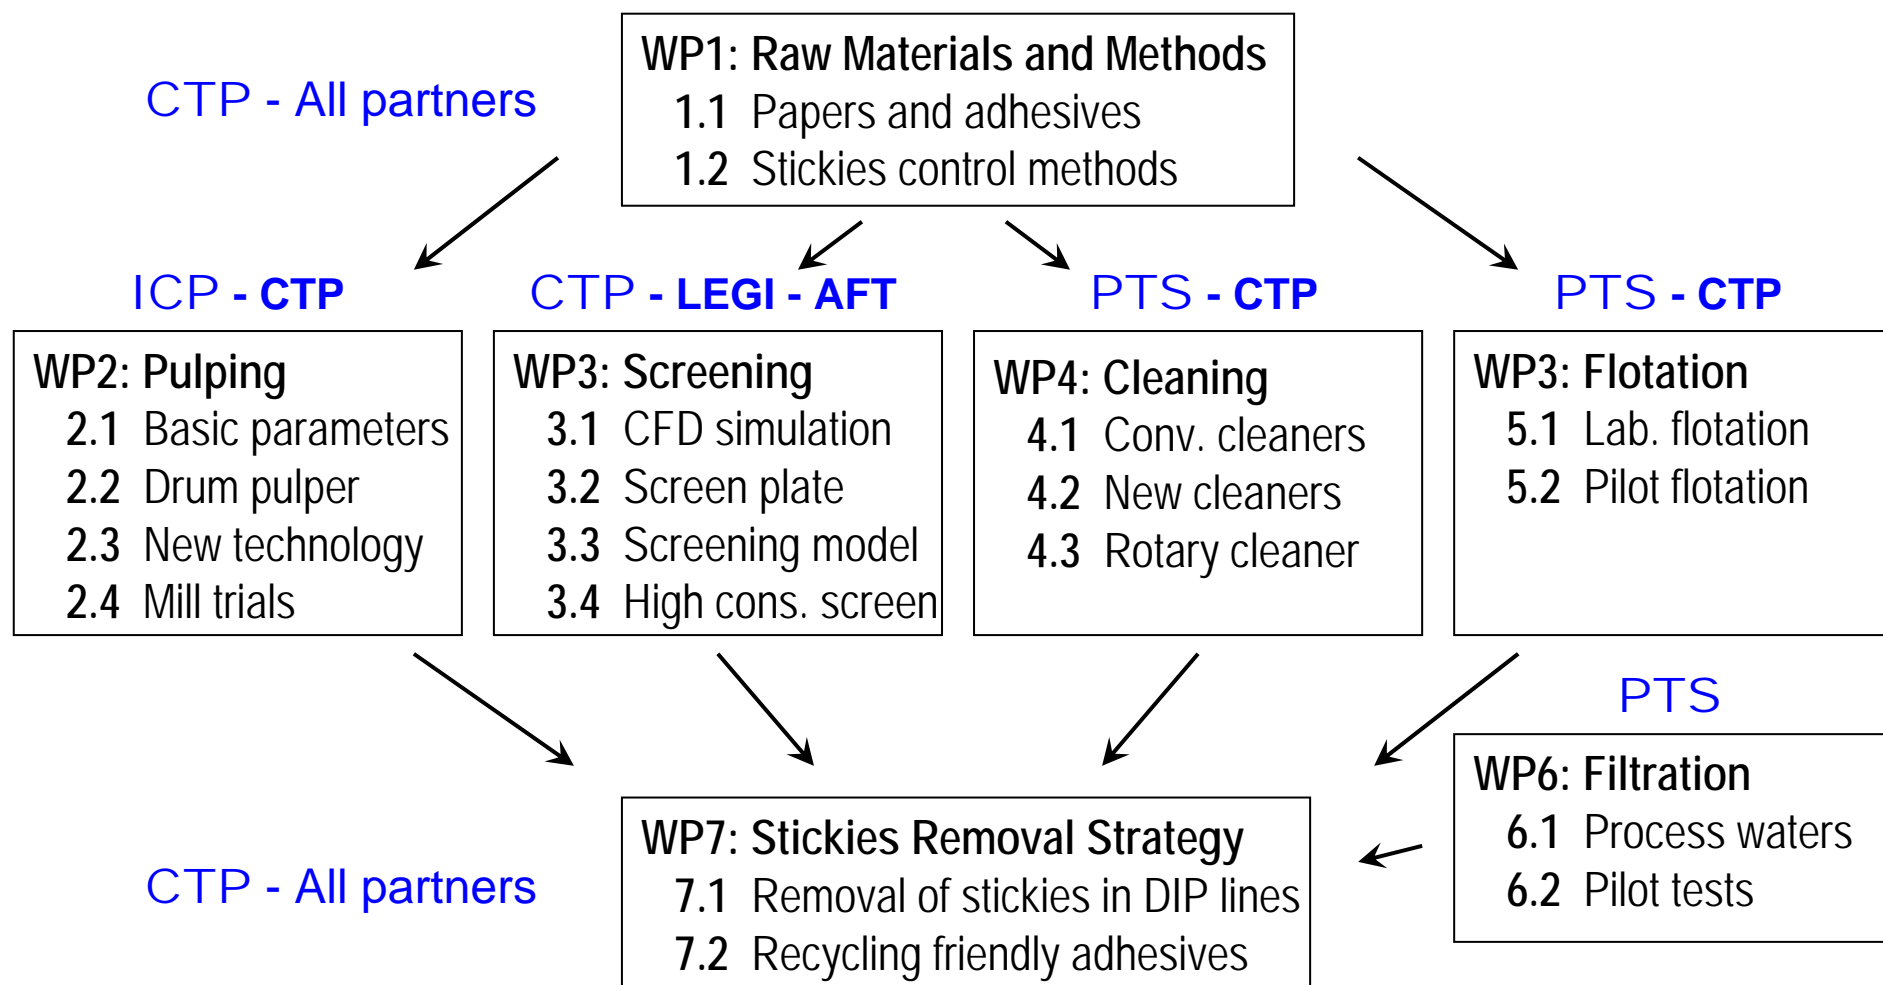 CTP - All partners
WP1: Raw Materials and Methods
1.1 Papers and adhesives
1.2 Stickies control methods
ICP - CTP
WP2: Pulping
2.1 Basic parameters
2.2 Drum pulper
2.3 New technology
2.4 Mill trials
CTP - LEGI - AFT
WP3: Screening
3.1 CFD simulation
3.2 Screen plate
3.3 Screening model
3.4 High cons. screen
PTS - CTP
WP4: Cleaning
4.1 Conv. cleaners
4.2 New cleaners
4.3 Rotary cleaner
PTS - CTP
WP3: Flotation
5.1 Lab. flotation
5.2 Pilot flotation
PTS
WP6: Filtration
6.1 Process waters
6.2 Pilot tests
CTP - All partners
WP7: Stickies Removal Strategy
7.1 Removal of stickies in DIP lines
7.2 Recycling friendly adhesives